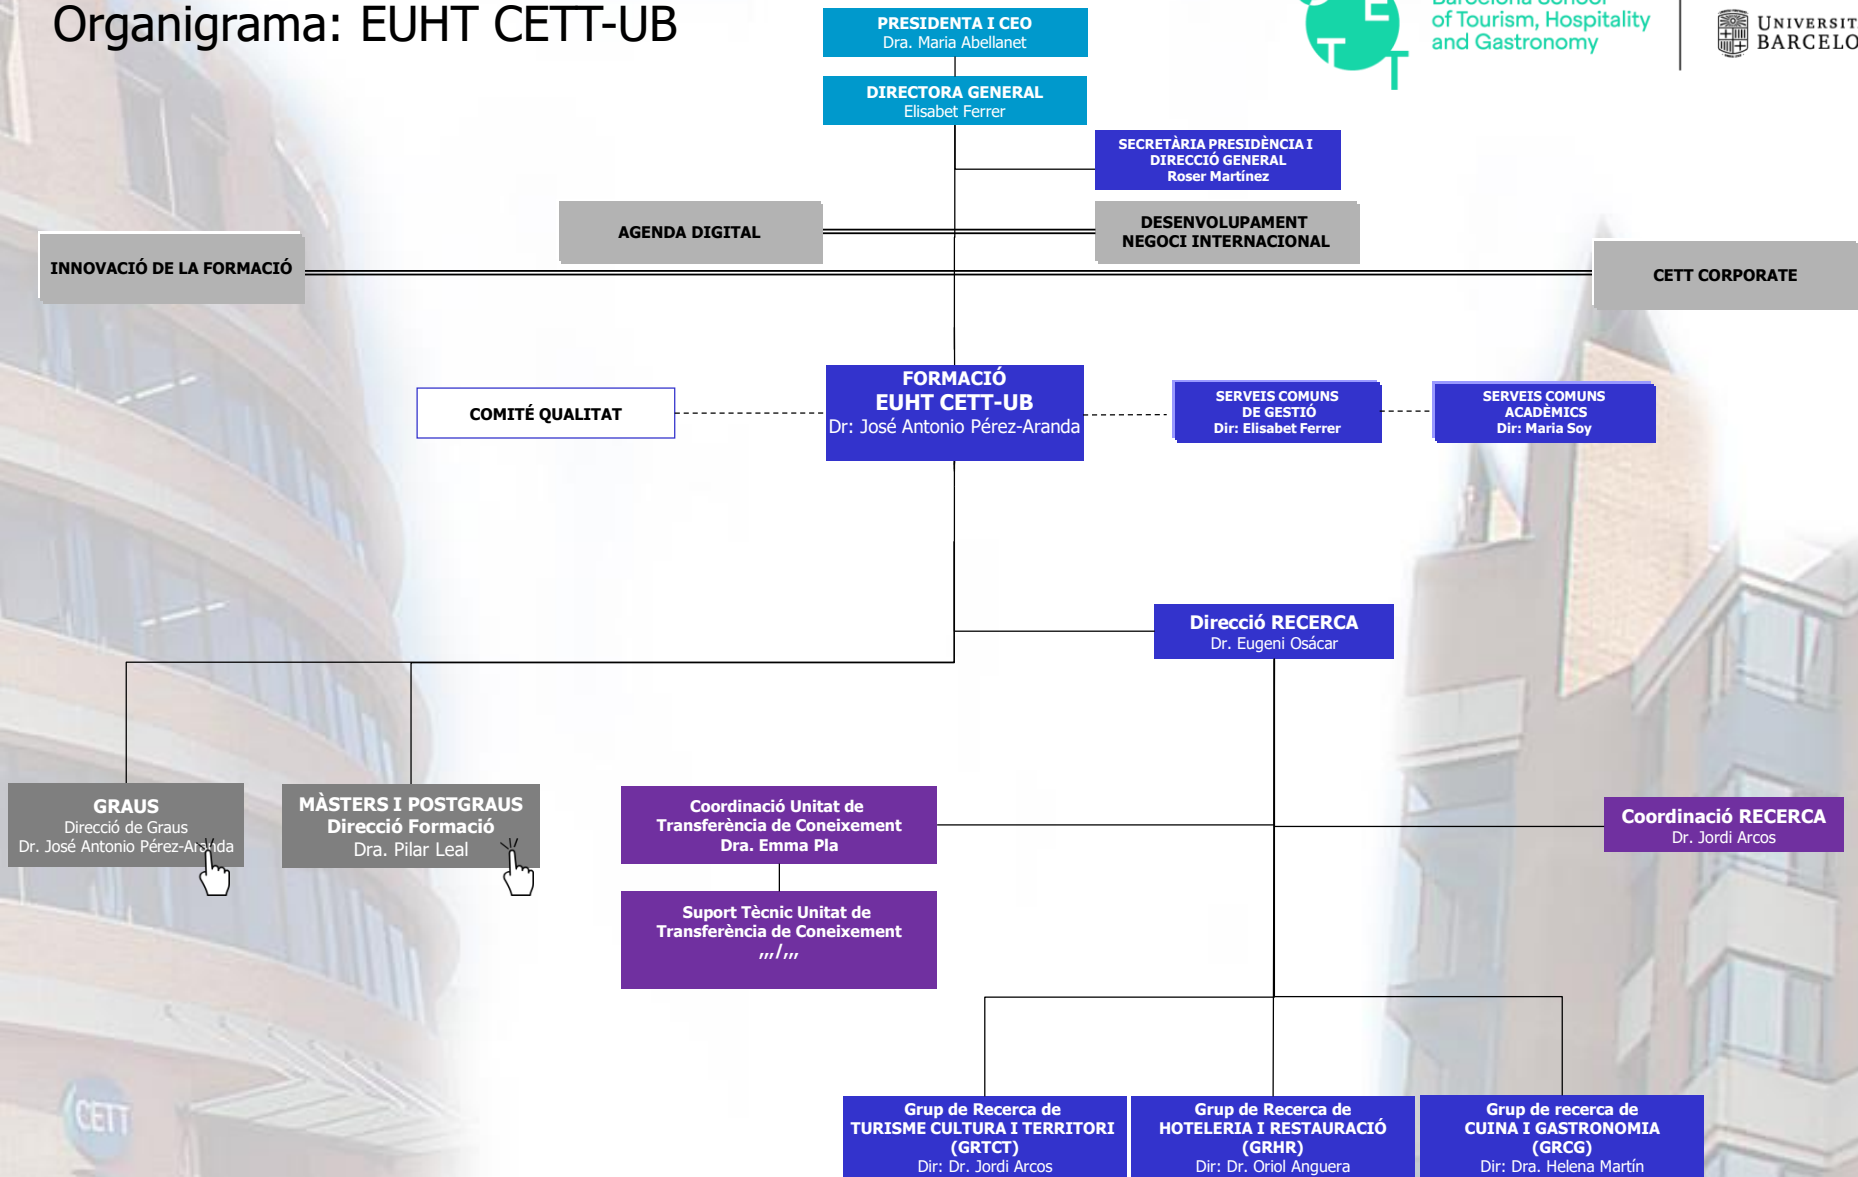 Organigrama: EUHT CETT-UB
PRESIDENTA I CEO
Dra. Maria Abellanet
of Tourism, Hospitality
and Gastronomy
DIRECTORA GENERAL
Elisabet Ferrer
SECRETÀRIA PRESIDÈNCIA I
DIRECCIÓ GENERAL
Roser Martínez
AGENDA DIGITAL
DESENVOLUPAMENT
NEGOCI INTERNACIONAL
INNOVACIÓ DE LA FORMACIÓ
CETT CORPORATE
COMITÉ QUALITAT
FORMACIÓ
EUHT CETT-UB
Dr: José Antonio Pérez-Aranda
SERVEIS COMUNS
DE GESTIÓ
Dir: Elisabet Ferrer
SERVEIS COMUNS
ACADÈMICS
Dir: Maria Soy
Direcció RECERCA
Dr. Eugeni Osácar
GRAUS
Direcció de Graus
Dr. José Antonio Pérez-Aranda
MÀSTERS I POSTGRAUS
Direcció Formació
Dra. Pilar Leal
Coordinació Unitat de
Transferència de Coneixement
Dra. Emma Pla
Coordinació RECERCA
Dr. Jordi Arcos
Suport Tècnic Unitat de
Transferència de Coneixement
,,,/,,,
Grup de Recerca de
TURISME CULTURA I TERRITORI
(GRTCT)
Dir: Dr. Jordi Arcos
Grup de Recerca de
HOTELERIA I RESTAURACIÓ
(GRHR)
Dir: Dr. Oriol Anguera
Grup de recerca de
CUINA I GASTRONOMIA
(GRCG)
Dir: Dra. Helena Martín
CETT